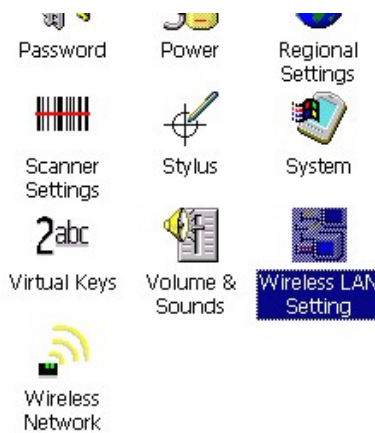 Password
Power
Regional
Settings
Scanner
Settings
Stylus
System
2abc
Virtual Keys
Volume &
Sounds
Wireless LAN
Setting
Wireless
Network